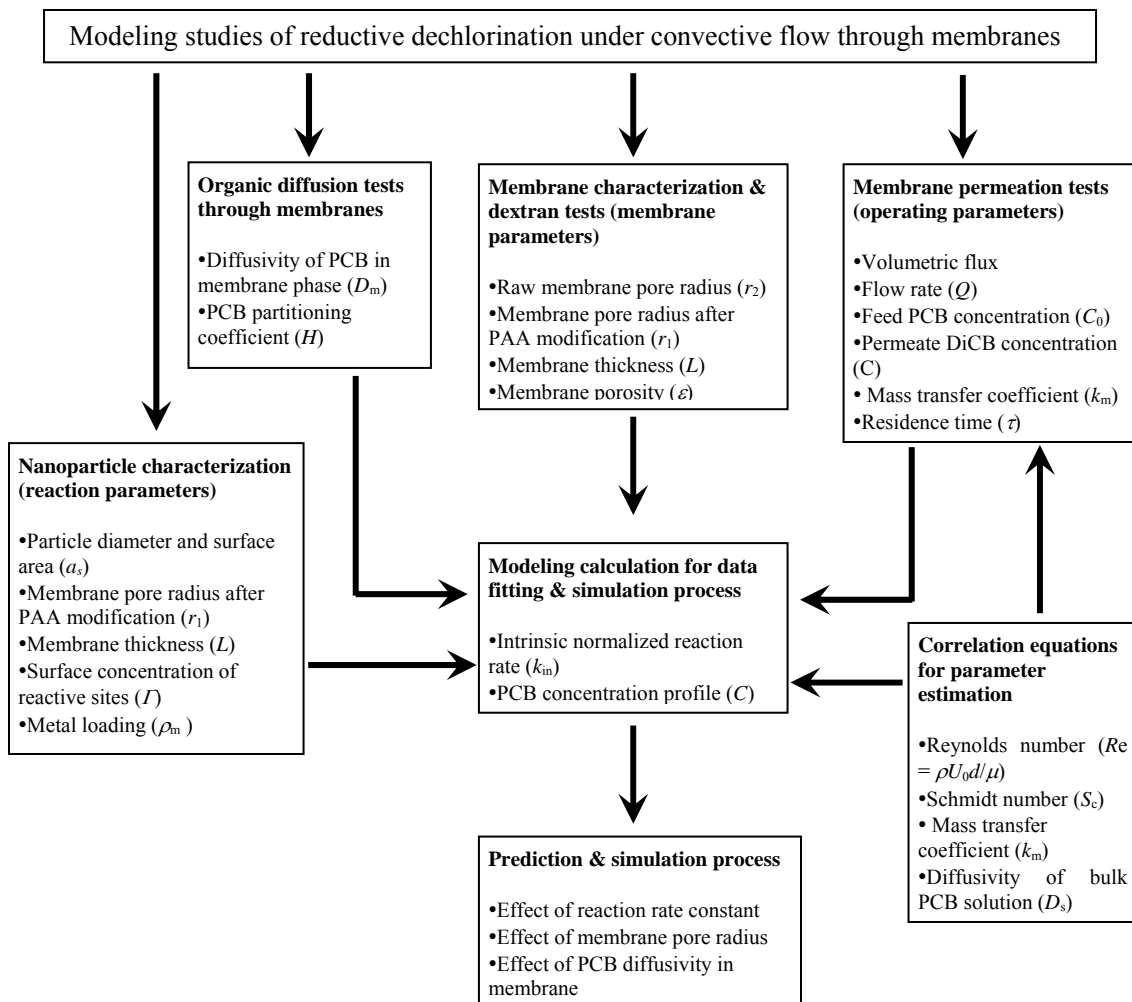 Modeling studies of reductive dechlorination under convective flow through membranes
Organic diffusion tests
through membranes
•Diffusivity of PCB in
membrane phase (Dm)
•PCB partitioning
coefficient (H)
Membrane characterization &
dextran tests (membrane
parameters)
•Raw membrane pore radius (r2)
•Membrane pore radius after
PAA modification (r1)
•Membrane thickness (L)
•Membrane porosity (ε)
Membrane permeation tests
(operating parameters)
•Volumetric flux
•Flow rate (Q)
•Feed PCB concentration (C0)
•Permeate DiCB concentration
(C)
• Mass transfer coefficient (km)
•Residence time (τ)
Nanoparticle characterization
(reaction parameters)
•Particle diameter and surface
area (as)
•Membrane pore radius after
PAA modification (r1)
•Membrane thickness (L)
•Surface concentration of
reactive sites (Γ)
•Metal loading (ρm )
Modeling calculation for data
fitting & simulation process
•Intrinsic normalized reaction
rate (kin)
•PCB concentration profile (C)
Correlation equations
for parameter
estimation
•Reynolds number (Re
= ρU0d/μ)
•Schmidt number (Sc)
• Mass transfer
coefficient (km)
•Diffusivity of bulk
PCB solution (Ds)
Prediction & simulation process
•Effect of reaction rate constant
•Effect of membrane pore radius
•Effect of PCB diffusivity in
membrane